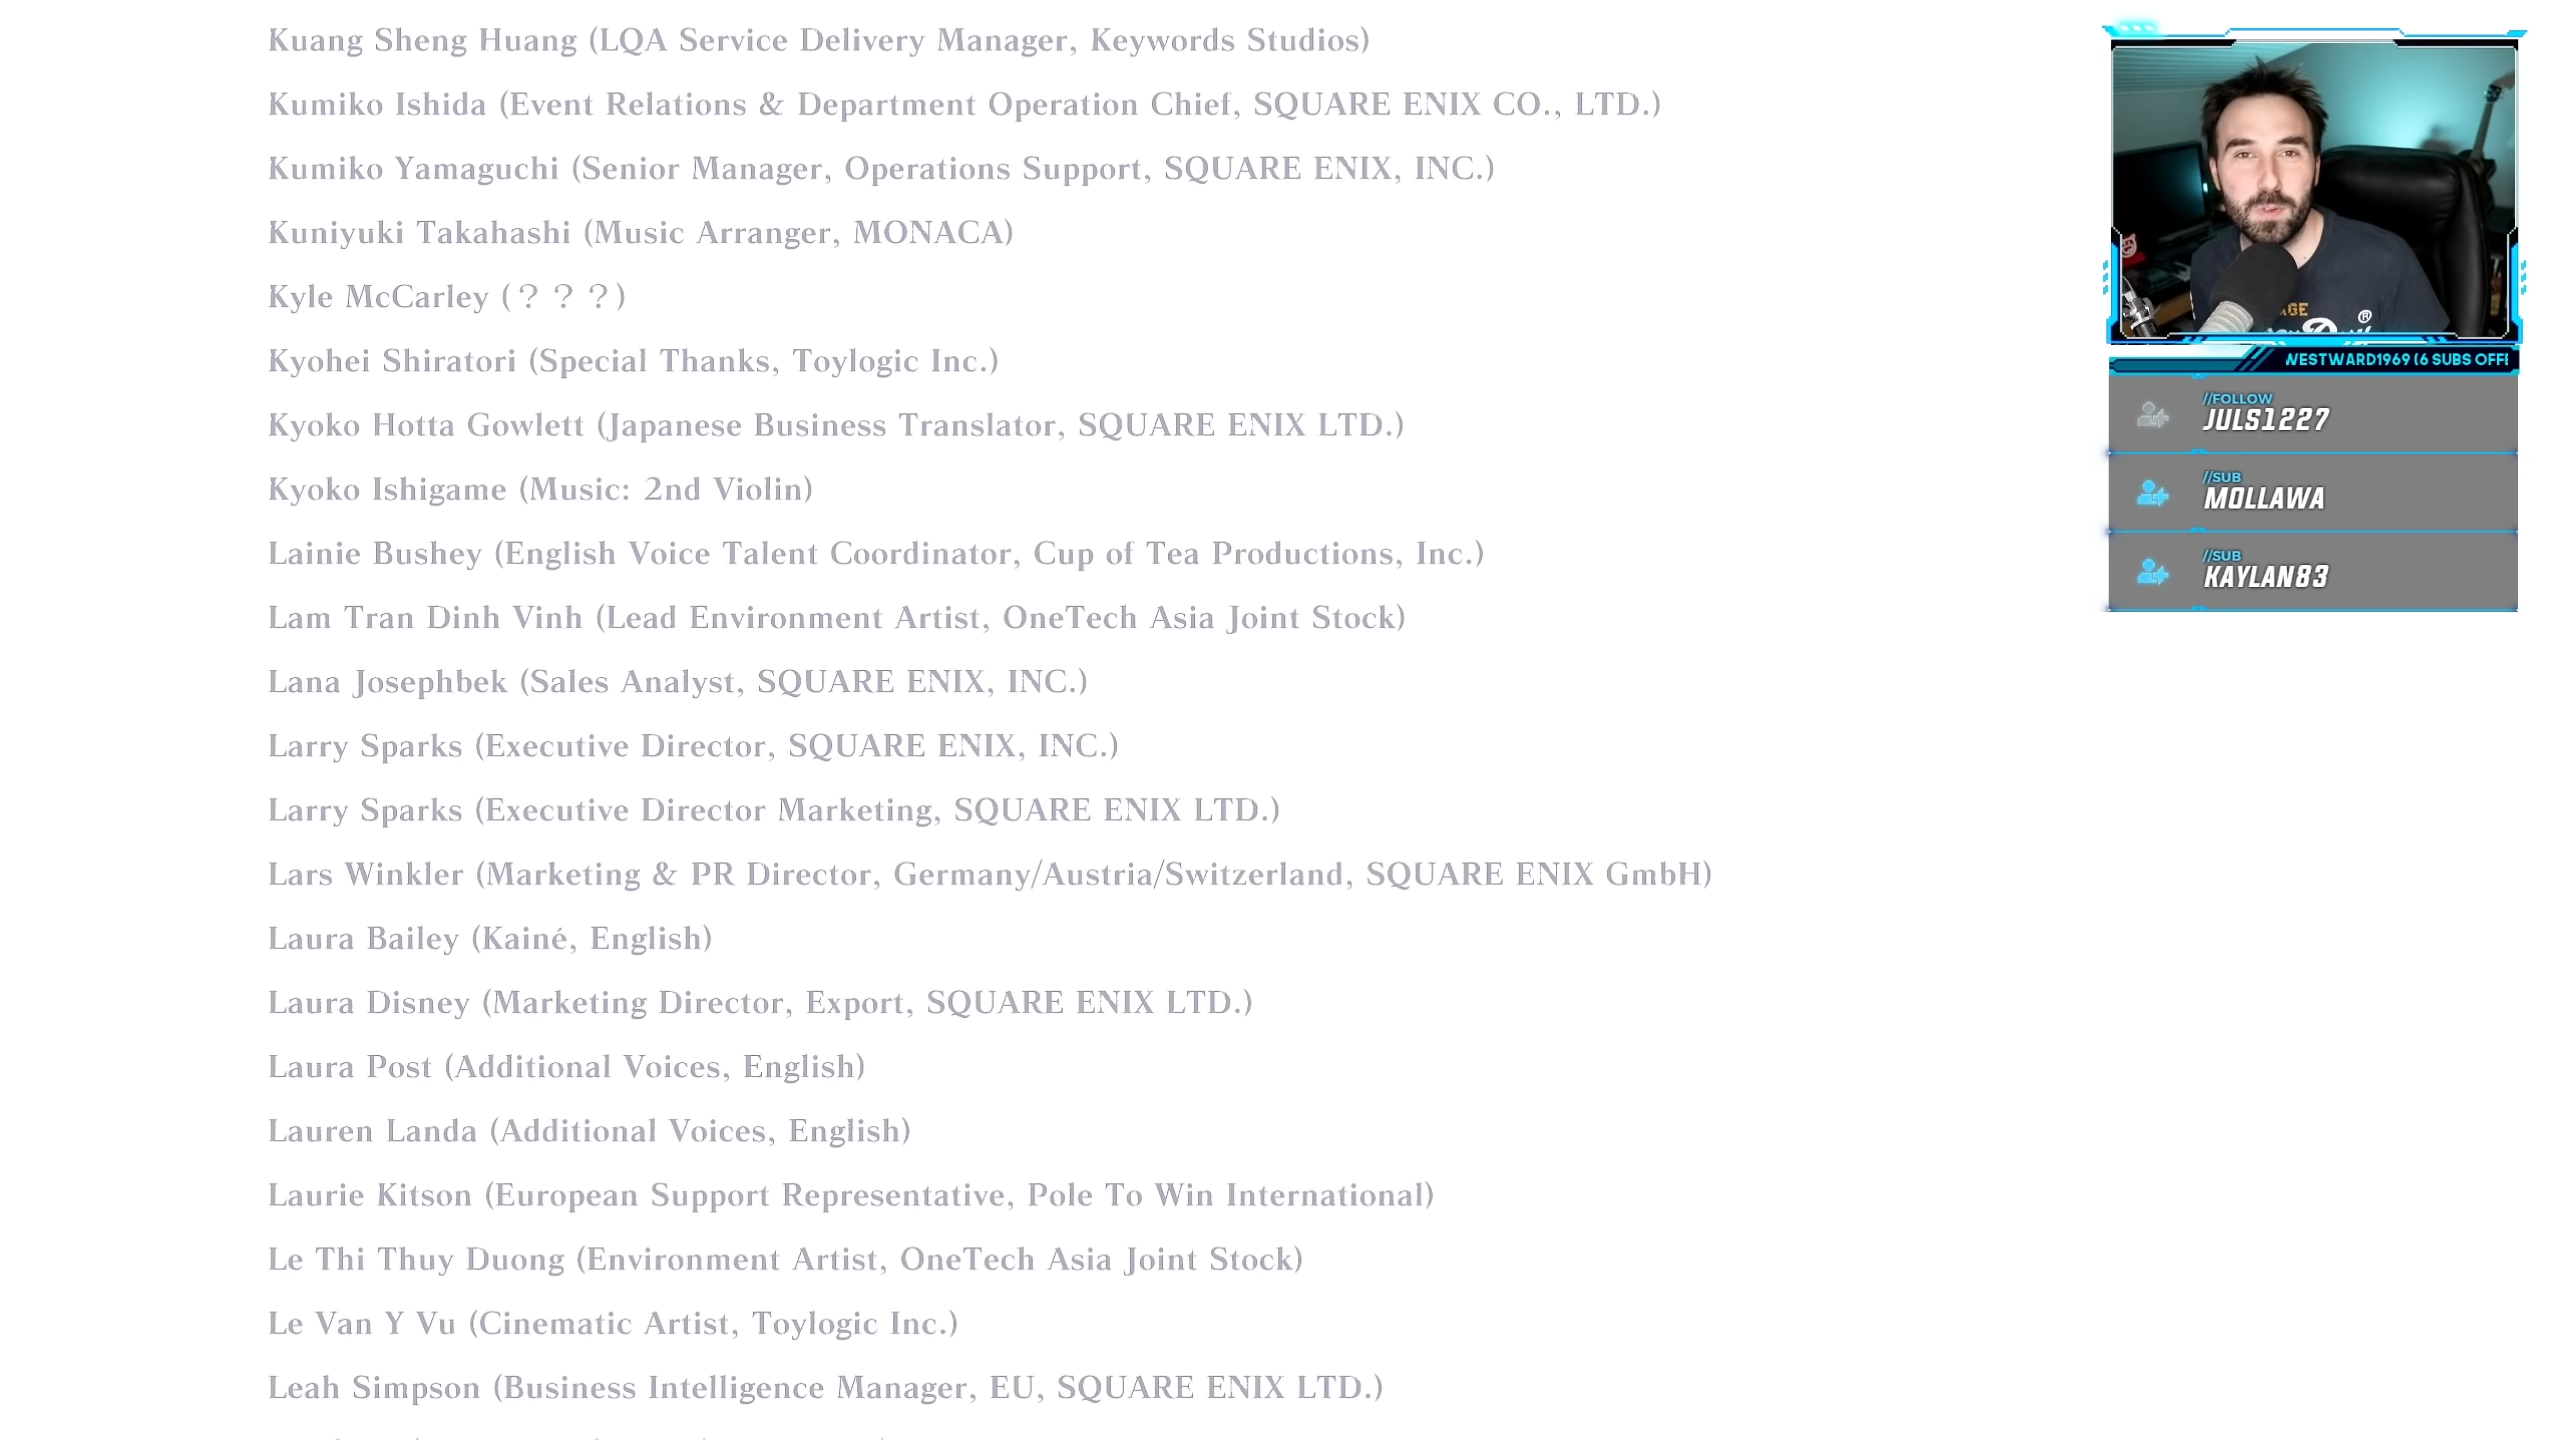 Kuang Sheng Huang (LQA Service Delivery Manager, Keywords Studios)
Kumiko Ishida (Event Relations & Department Operation Chief, SQUARE ENIX CO., LTD.)
Kumiko Yamaguchi (Senior Manager, Operations Support, SQUARE ENIX, INC.)
Kuniyuki Takahashi (Music Arranger, MONACA)
Kyle McCarley (？？？)
Kyohei Shiratori (Special Thanks, Toylogic Inc.)
Kyoko Hotta Gowlett (Japanese Business Translator, SQUARE ENIX LTD.)
Kyoko Ishigame (Music: 2nd Violin)
Lainie Bushey (English Voice Talent Coordinator, Cup of Tea Productions, Inc.)
Lam Tran Dinh Vinh (Lead Environment Artist, OneTech Asia Joint Stock)
Lana Josephbek (Sales Analyst, SQUARE ENIX, INC.)
Larry Sparks (Executive Director, SQUARE ENIX, INC.)
Larry Sparks (Executive Director Marketing, SQUARE ENIX LTD.)
Lars Winkler (Marketing & PR Director, Germany/Austria/Switzerland, SQUARE ENIX GmbH)
Laura Bailey (Kainé, English)
Laura Disney (Marketing Director, Export, SQUARE ENIX LTD.)
Laura Post (Additional Voices, English)
Lauren Landa (Additional Voices, English)
Laurie Kitson (European Support Representative, Pole To Win International)
Le Thi Thuy Duong (Environment Artist, OneTech Asia Joint Stock)
Le Van Y Vu (Cinematic Artist, Toylogic Inc.)
Leah Simpson (Business Intelligence Manager, EU, SQUARE ENIX LTD.)
WESTWARD1969 (6 SUBS OFF
//FOLLOW
JULS1227
//SUB
MOLLAWA
//SUB
KAYLAN83